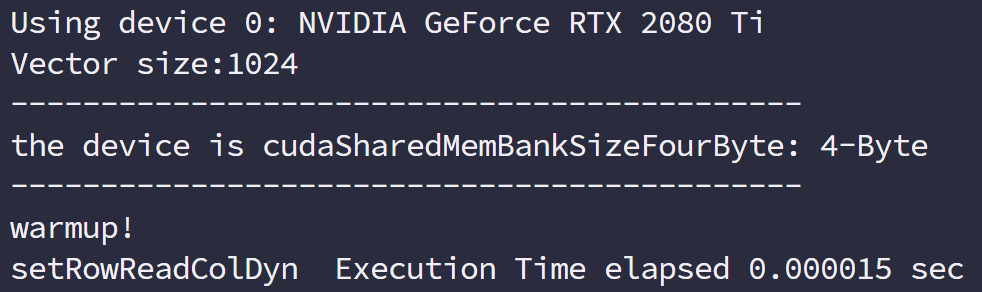 Using device 0: NVIDIA GeForce RTX 2080 Ti
Vector size:1024
--------------------------------------------
the device is cudaSharedMemBankSizeFourByte: 4-Byte
--------------------------------------------
warmup!
setRowReadColDyn  Execution Time elapsed 0.000015 sec